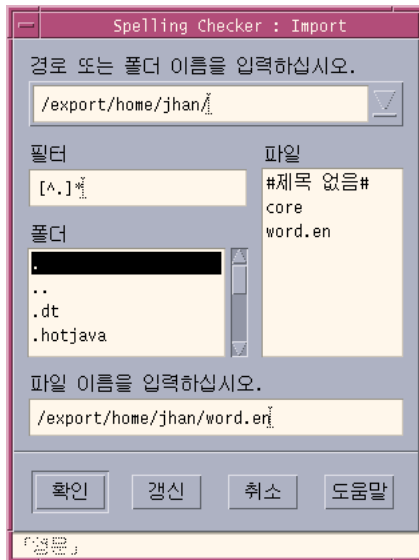 Spelling Checker : Import
경로 또는 폴더 이름을 입력하십시오.
/export/home/jhan/
필터
[^.]*
파일
#제목 없음#
core
word.en
폴더
.
..
.dt
.hotjava
파일 이름을 입력하십시오.
/export/home/jhan/word.en
확인 갱신 취소 도움말
「영문」